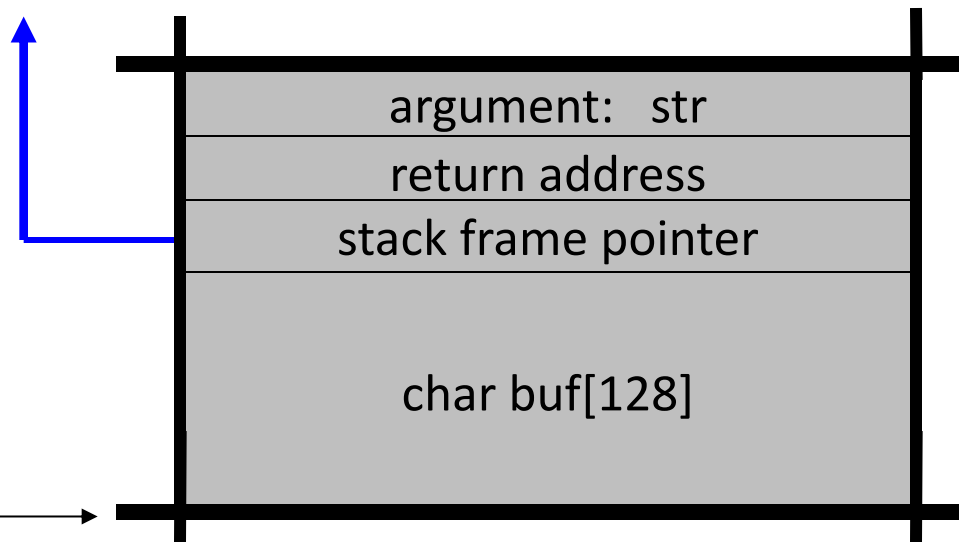 argument: str
return address
stack frame pointer
char buf[128]